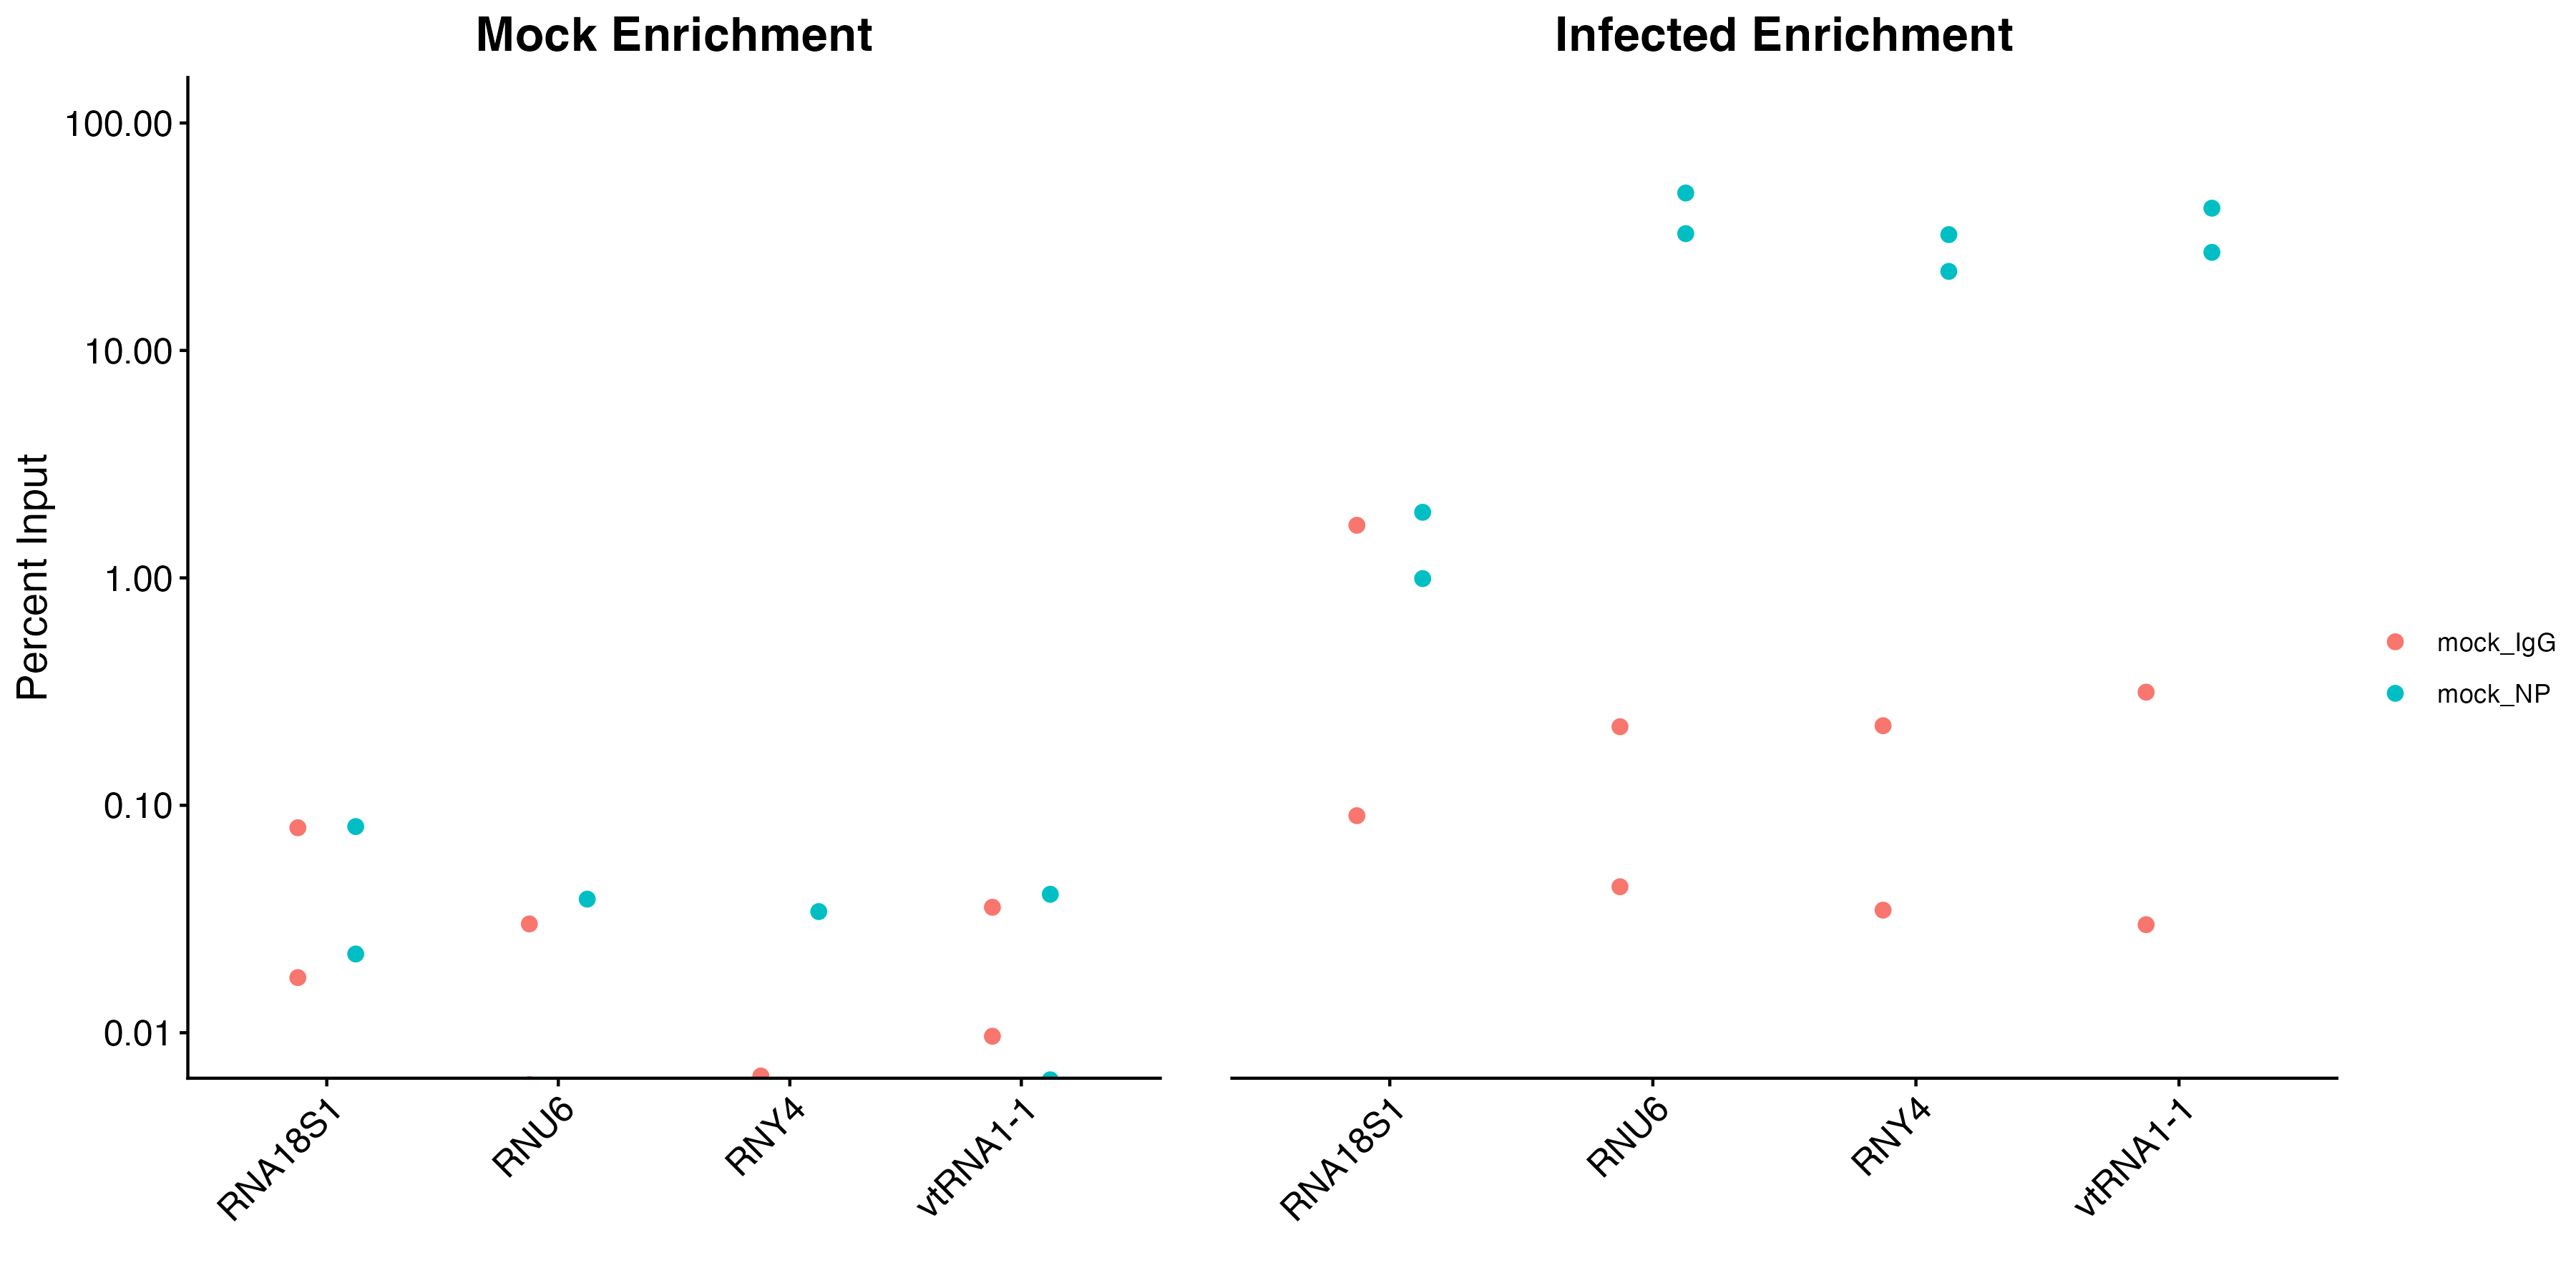 Mock Enrichment
Infected Enrichment
Percent Input
100.00
10.00
1.00
0.10
0.01
RNA18S1
RNU6
RNY4
vtRNA1-1
RNA18S1
RNU6
RNY4
vtRNA1-1
mock_IgG
mock_NP